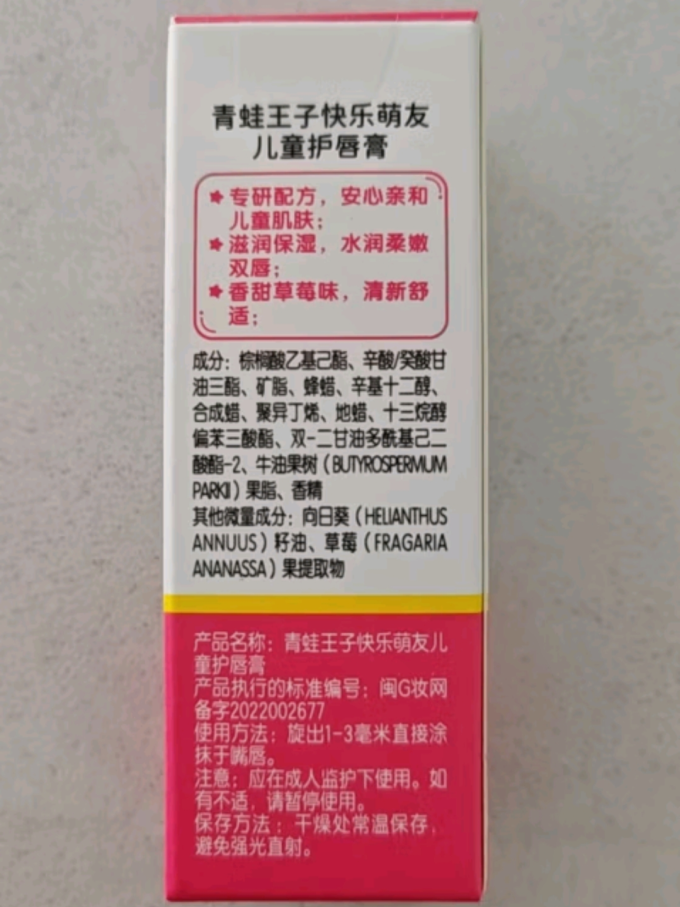 青蛙王子快乐萌友
儿童护唇膏
专研配方，安心亲和
儿童肌肤；
滋润保湿，水润柔嫩
双唇；
香甜草莓味，清新舒
适；
成分：棕榈酸乙基己酯、辛酸/癸酸甘
油三酯、矿脂、蜂蜡、辛基十二醇、
合成蜡、聚异丁烯、地蜡、十三烷醇
偏苯三酸酯、双-二甘油多酰基己二
酸酯-2、牛油果树（BUTYROSPERMUM
PARKII）果脂、香精
其他微量成分：向日葵（HELIANTHUS
ANNUUS）籽油、草莓（FRAGARIA
ANANASSA）果提取物
产品名称：青蛙王子快乐萌友儿
童护唇膏
产品执行的标准编号：闽G妆网
备字2022002677
使用方法：旋出1-3毫米直接涂
抹于嘴唇。
注意：应在成人监护下使用。如
有不适，请暂停使用。
保存方法：干燥处常温保存，
避免强光直射。